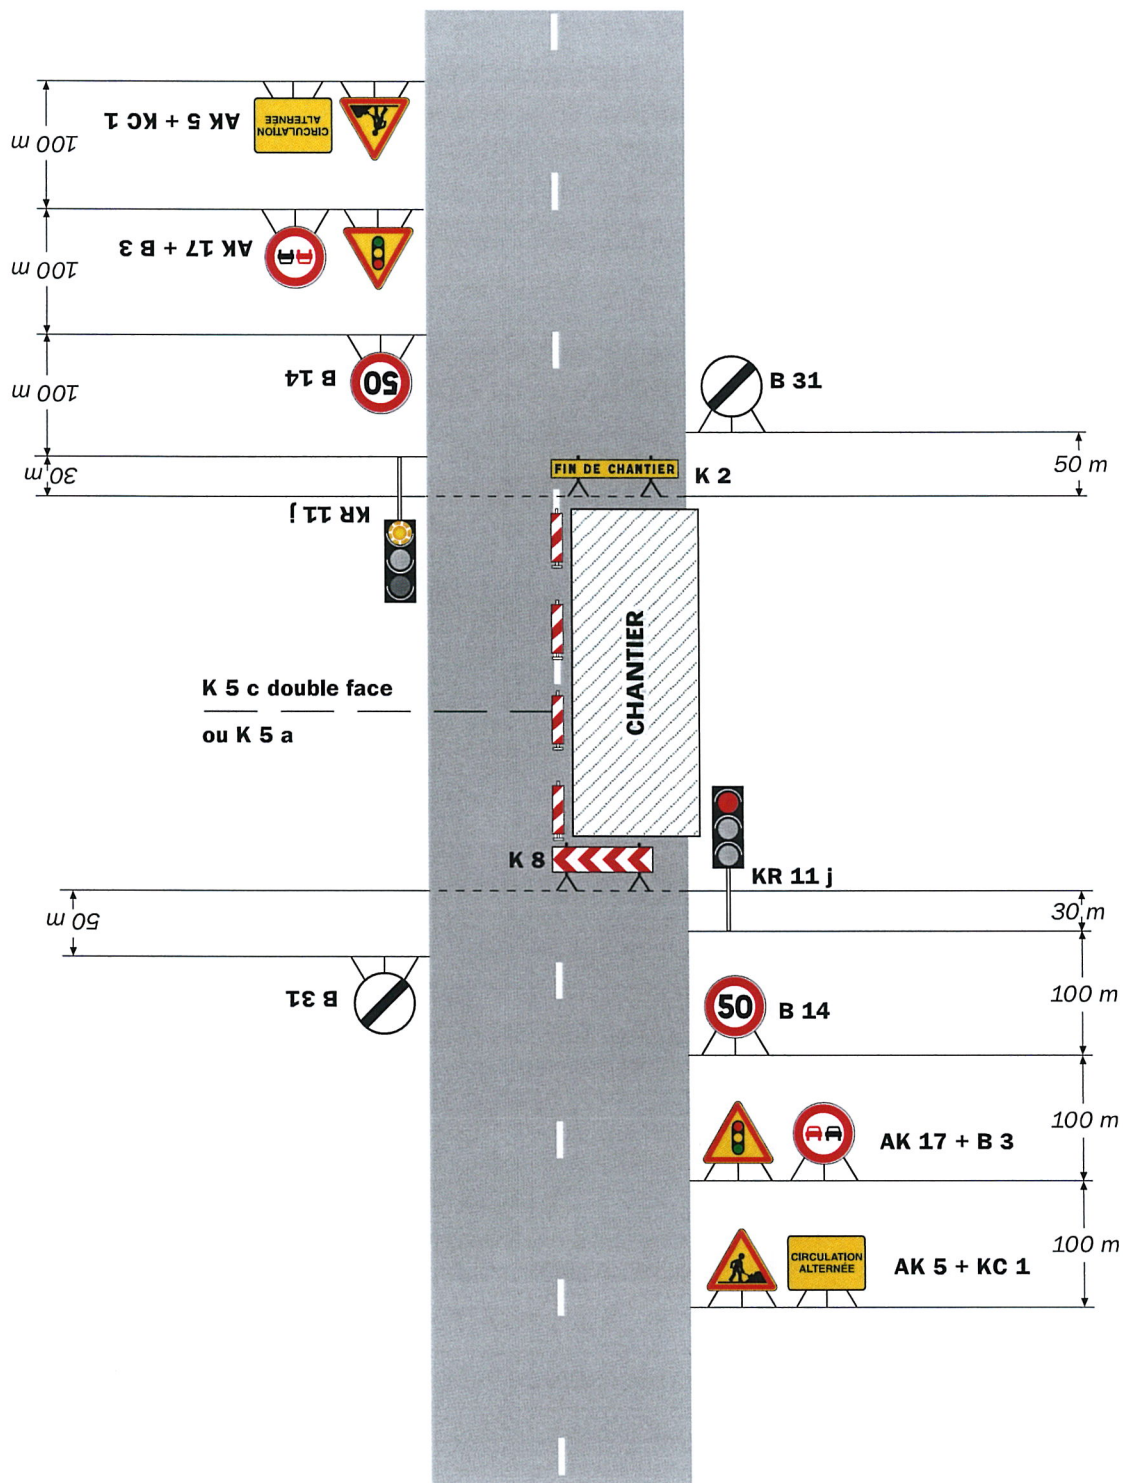 100 m
AK 5 + KC 1
CIRCULATION
ALTERNÉE
100 m
AK 17 + B 3
100 m
B 14
50
B 31
30 m
FIN DE CHANTIER
K 2
50 m
KR 11 j
CHANTIER
K 5 c double face
ou K 5 a
K 8
KR 11 j
50 m
30 m
B 31
50
B 14
100 m
AK 17 + B 3
100 m
CIRCULATION
ALTERNÉE
AK 5 + KC 1
100 m